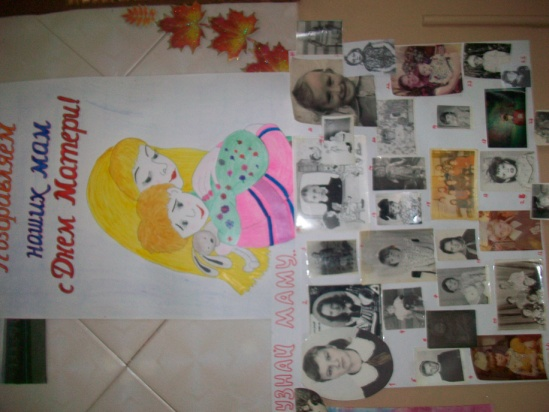 Поздравляем
наших мам
с Днем Матери!
УЗНАЙ МАМУ